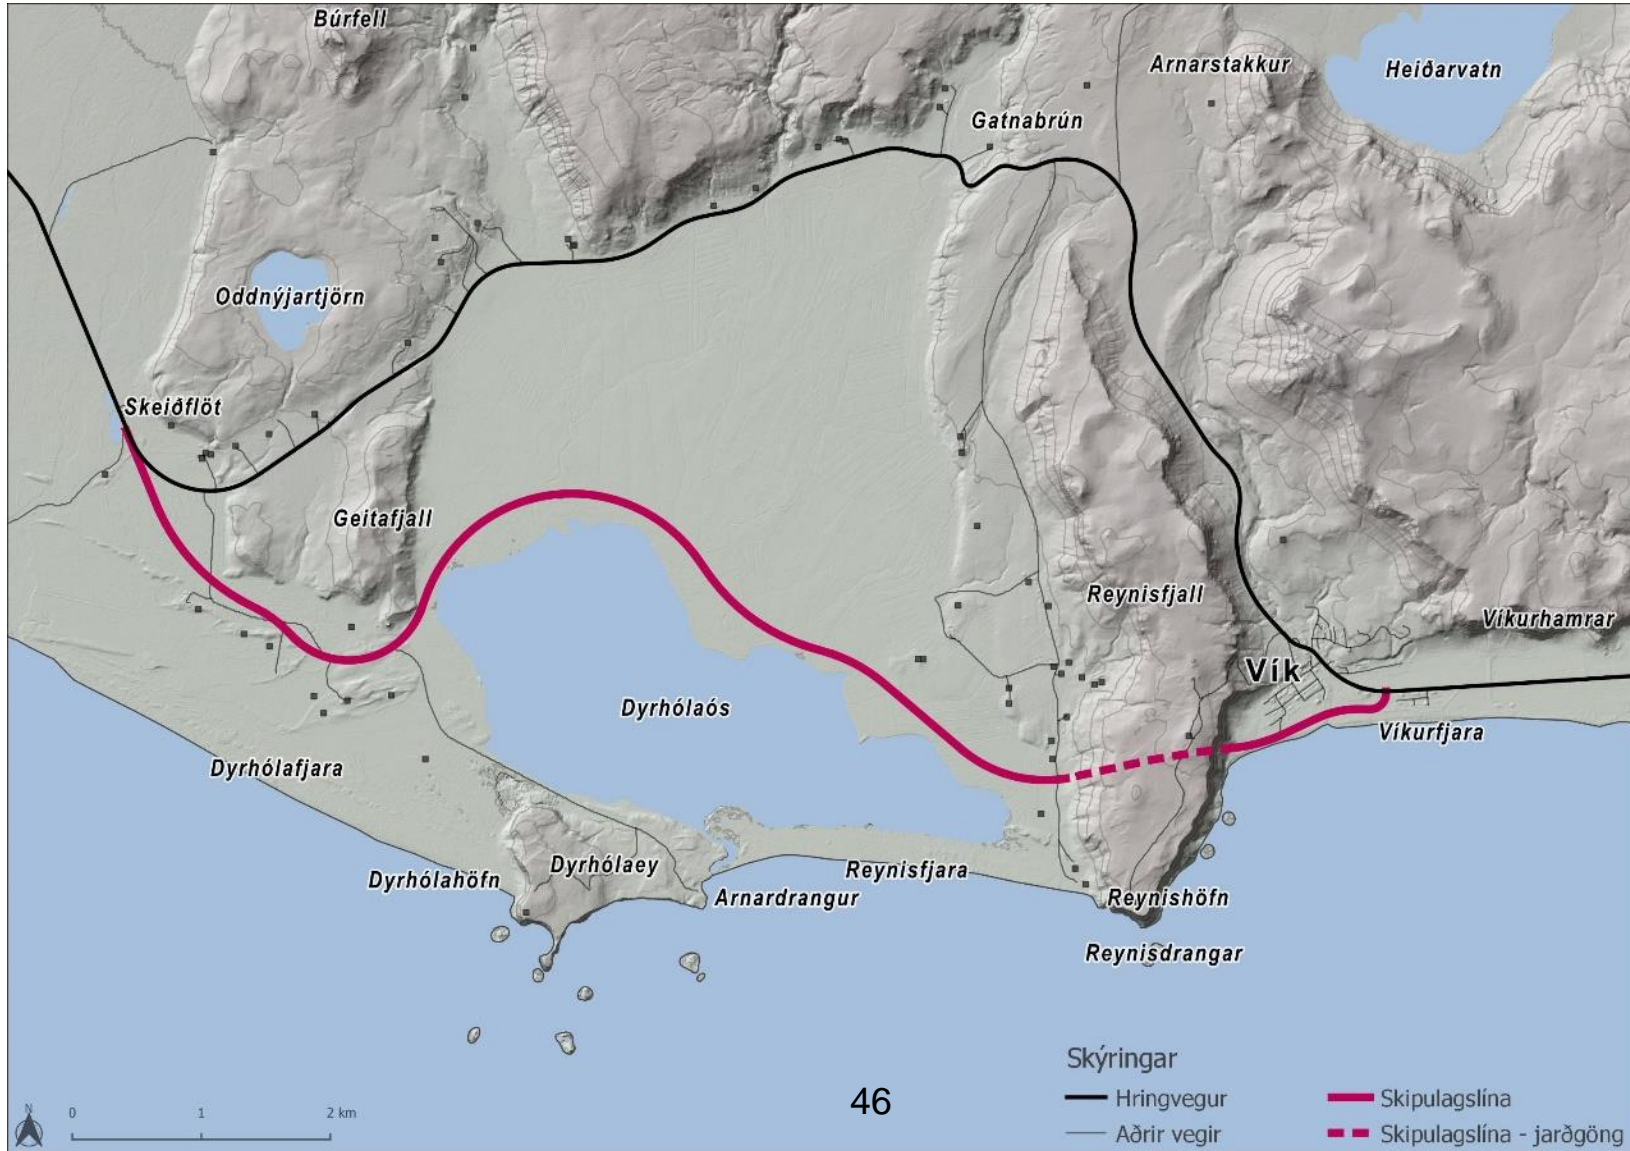 Búrfell
Arnarstakkur
Heiðarvatn
Gatnabrún
Oddnýjartjörn
Skeiðflöt
Geitafjall
Reynisfjall
Víkurhamrar
Vík
Dyrhólaós
Víkurfjara
Dyrhólafjara
Dyrhólaey
Dyrhólahöfn
Reynisfjara
Arnardrangur
Reynishöfn
Reynisdrangar
Skýringar
Hringvegur
Skipulagslína
Aðrir vegir
Skipulagslína - jarðgöng
46
N
0 1 2 km